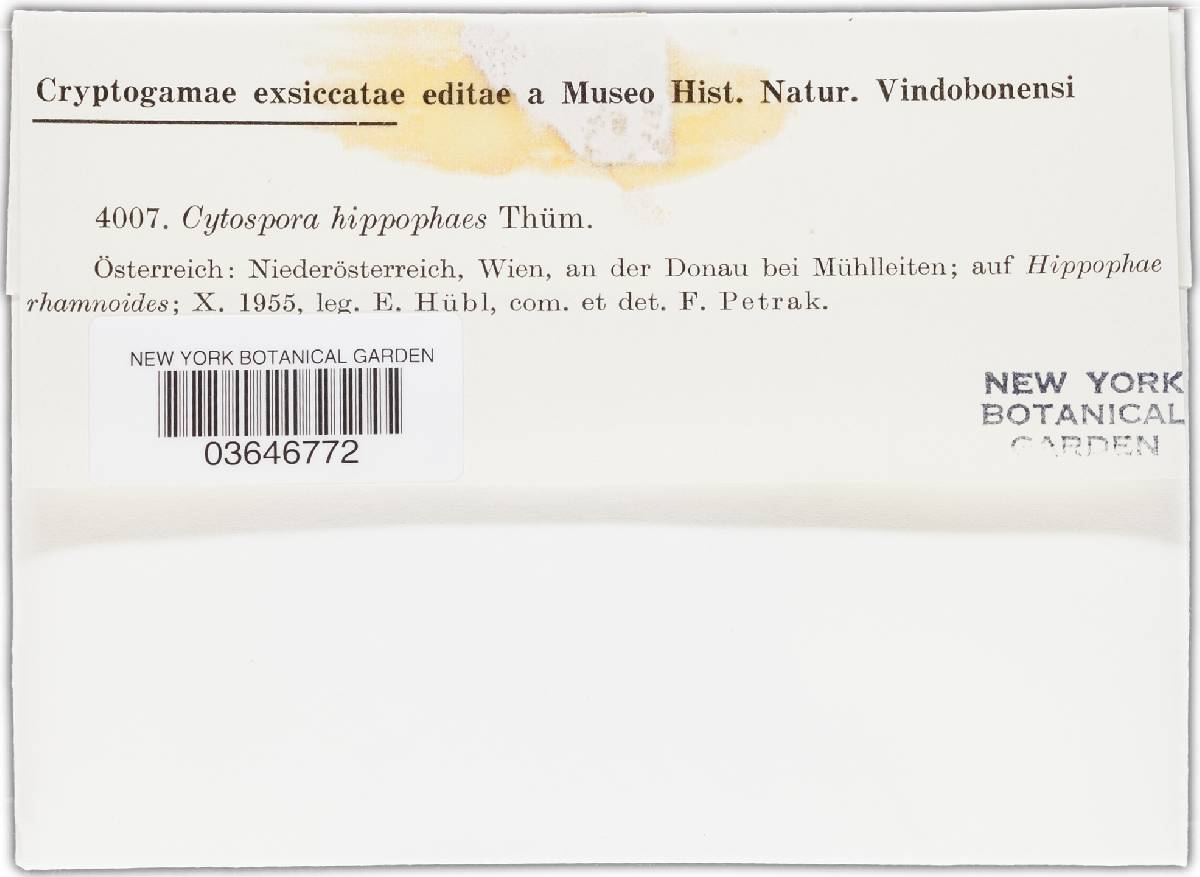 Cryptogamae exsiccatae editae a Museo Hist. Natur. Vindobonensi
4007. Cytospora hippophaes Thüm.
Österreich: Niederösterreich, Wien, an der Donau bei Mühlleiten; auf Hippophae
rhamnoides; X. 1955, leg. E. Hübl, com. et det. F. Petrak.
NEW YORK BOTANICAL GARDEN
03646772
NEW YORK
BOTANICAL
GARDEN